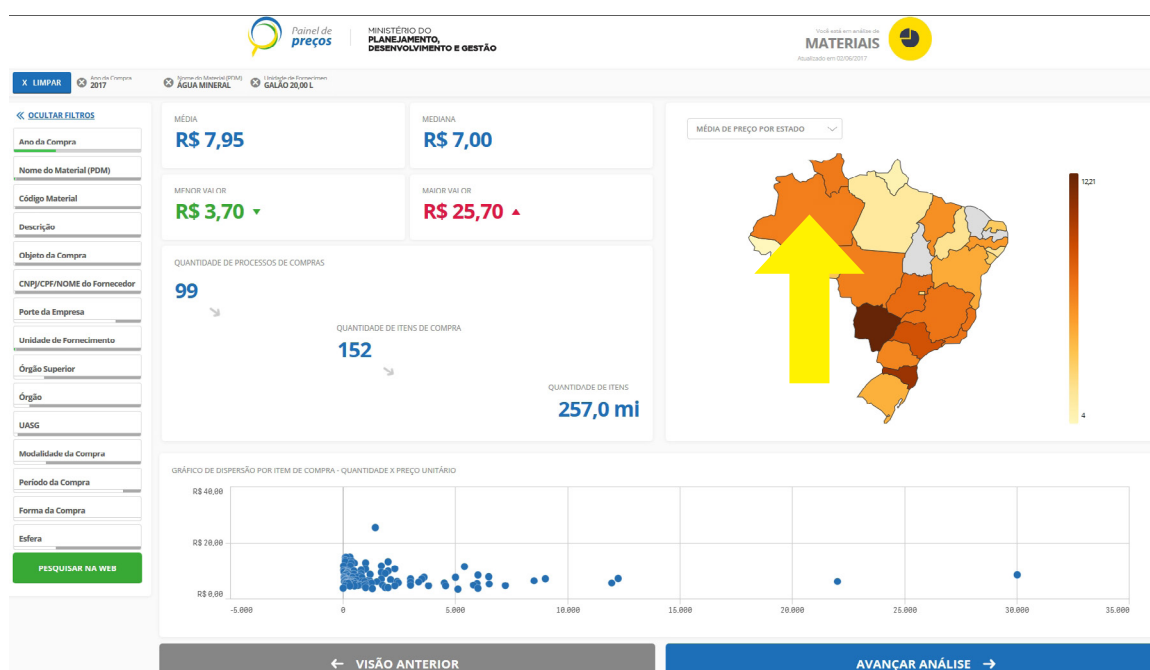 Painel de
preços
MINISTÉRIO DO
PLANEJAMENTO,
DESENVOLVIMENTO E GESTÃO
Você está em análise de
MATERIAIS
Atualizado em 02/06/2017
X LIMPAR
Ano da Compra
2017
Nome do Material (PDM)
ÁGUA MINERAL
Unidade de Fornecimen
GALÃO 20,00 L
OCULTAR FILTROS
Ano da Compra
Nome do Material (PDM)
Código Material
Descrição
Objeto da Compra
CNPJ/CPF/NOME do Fornecedor
Porte da Empresa
Unidade de Fornecimento
Órgão Superior
Órgão
UASG
Modalidade da Compra
Período da Compra
Forma da Compra
Esfera
PESQUISAR NA WEB
MÉDIA
R$ 7,95
MEDIANA
R$ 7,00
MENOR VALOR
R$ 3,70
MAIOR VALOR
R$ 25,70
QUANTIDADE DE PROCESSOS DE COMPRAS
99
QUANTIDADE DE ITENS DE COMPRA
152
QUANTIDADE DE ITENS
257,0 mi
MÉDIA DE PREÇO POR ESTADO
12,21
4
GRÁFICO DE DISPERSÃO POR ITEM DE COMPRA - QUANTIDADE X PREÇO UNITÁRIO
R$ 40,00
R$ 20,00
R$ 0,00
-5.000 0 5.000 10.000 15.000 20.000 25.000 30.000 35.000
← VISÃO ANTERIOR
AVANÇAR ANÁLISE →